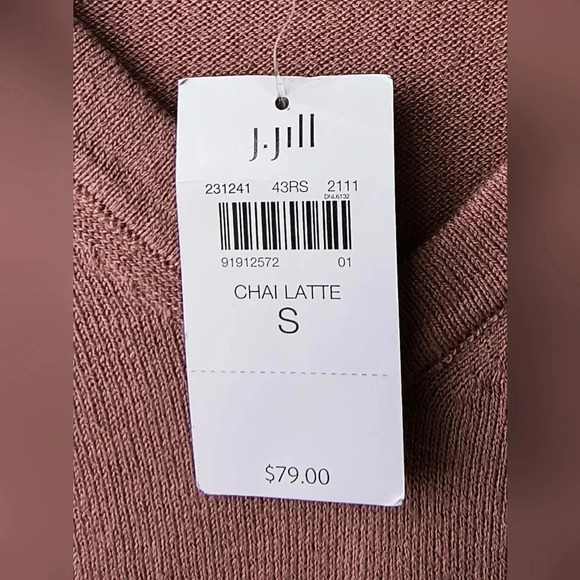 J.Jill
231241 43RS 2111
DNL6132
91912572 01
CHAI LATTE
S
$79.00